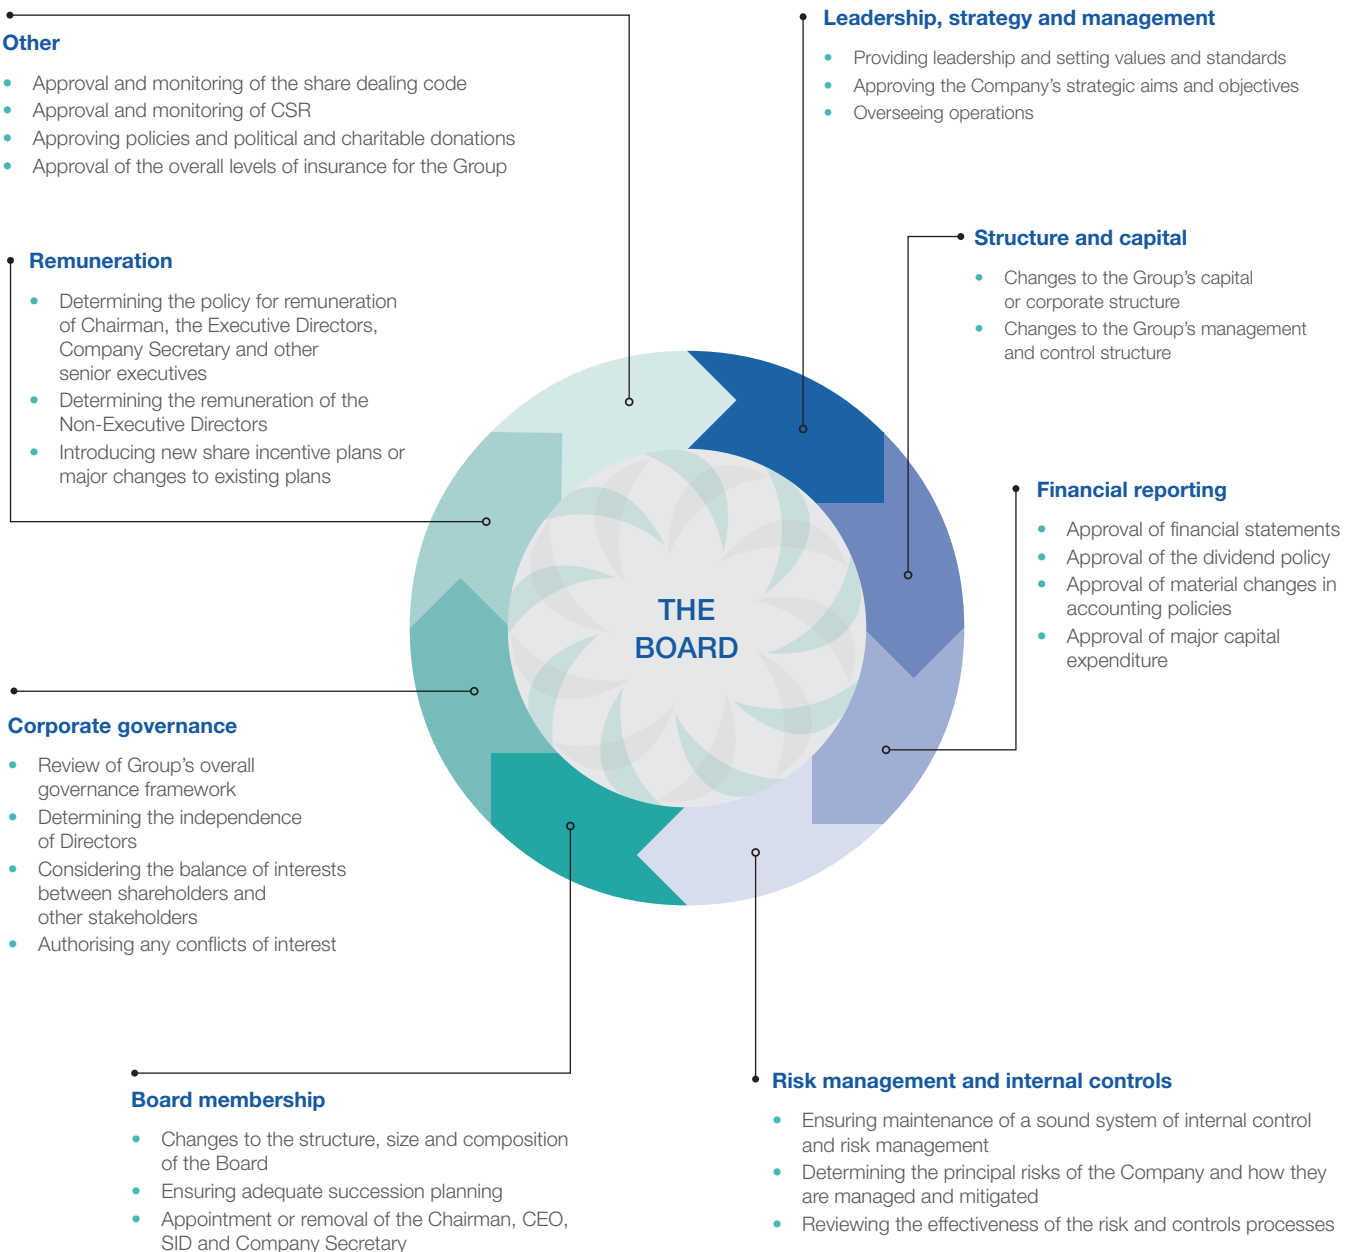 Other
Approval and monitoring of the share dealing code
Approval and monitoring of CSR
Approving policies and political and charitable donations
Approval of the overall levels of insurance for the Group
Leadership, strategy and management
Providing leadership and setting values and standards
Approving the Company's strategic aims and objectives
Overseeing operations
Remuneration
Determining the policy for remuneration
of Chairman, the Executive Directors,
Company Secretary and other
senior executives
Determining the remuneration of the
Non-Executive Directors
Introducing new share incentive plans or
major changes to existing plans
Structure and capital
Changes to the Group's capital
or corporate structure
Changes to the Group's management
and control structure
Financial reporting
Approval of financial statements
Approval of the dividend policy
Approval of material changes in
accounting policies
Approval of major capital
expenditure
THE
BOARD
Corporate governance
Review of Group's overall
governance framework
Determining the independence
of Directors
Considering the balance of interests
between shareholders and
other stakeholders
Authorising any conflicts of interest
Board membership
Changes to the structure, size and composition
of the Board
Ensuring adequate succession planning
Appointment or removal of the Chairman, CEO,
SID and Company Secretary
Risk management and internal controls
Ensuring maintenance of a sound system of internal control
and risk management
Determining the principal risks of the Company and how they
are managed and mitigated
Reviewing the effectiveness of the risk and controls processes